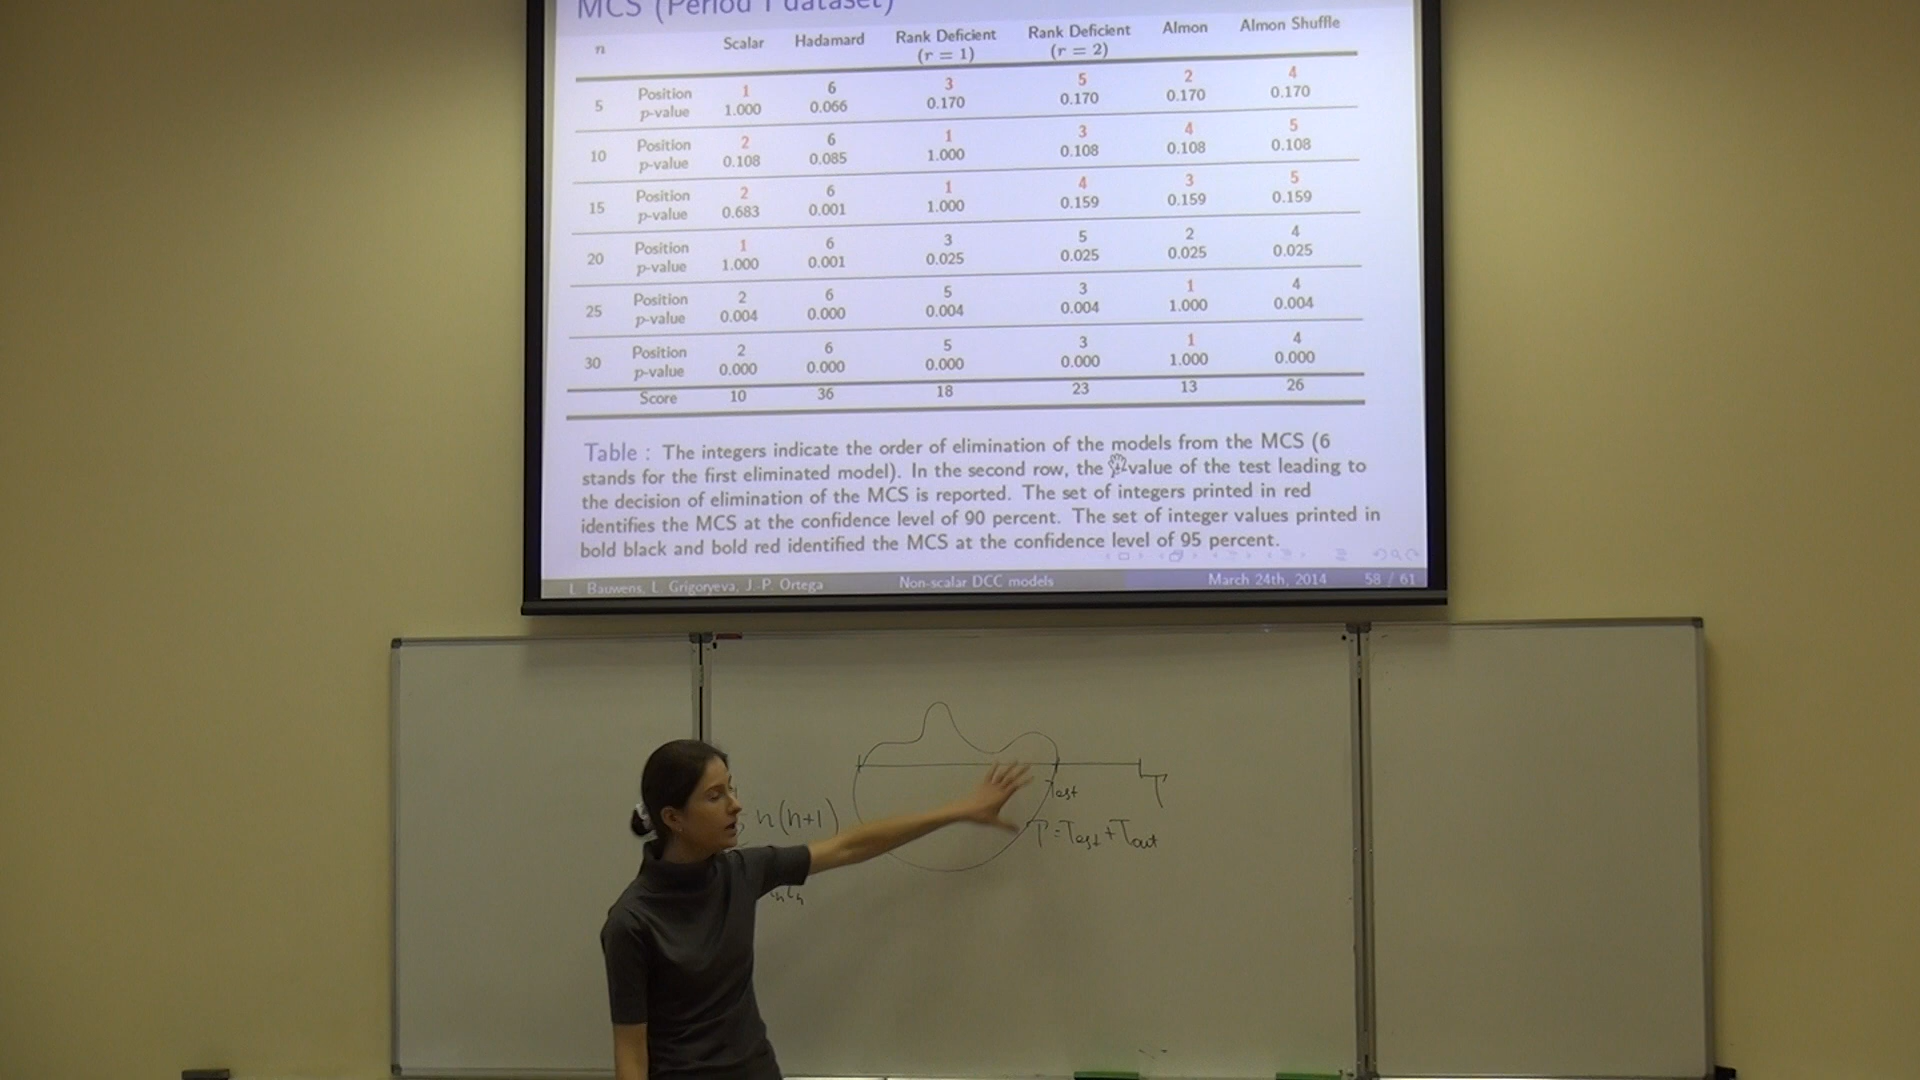 MCS (Period I dataset)
n Scalar Hadamard Rank Deficient (r = 1) Rank Deficient (r = 2) Almon Almon Shuffle
5 Position 1 6 3 5 2 4
p-value 1.000 0.066 0.170 0.170 0.170 0.170
10 Position 2 6 1 3 4 5
p-value 0.108 0.085 1.000 0.108 0.108 0.108
15 Position 2 6 1 4 3 5
p-value 0.683 0.001 1.000 0.159 0.159 0.159
20 Position 1 6 3 5 2 4
p-value 1.000 0.001 0.025 0.025 0.025 0.025
25 Position 2 6 5 3 1 4
p-value 0.004 0.000 0.004 0.004 1.000 0.004
30 Position 2 6 5 3 1 4
p-value 0.000 0.000 0.000 0.000 1.000 0.000
Score 10 36 18 23 13 26
Table : The integers indicate the order of elimination of the models from the MCS (6
stands for the first eliminated model). In the second row, the p-value of the test leading to
the decision of elimination of the MCS is reported. The set of integers printed in red
identifies the MCS at the confidence level of 90 percent. The set of integer values printed in
bold black and bold red identified the MCS at the confidence level of 95 percent.
L. Bauwens, L. Grigoryeva, J.-P. Ortega Non-scalar DCC models March 24th, 2014 58 / 61
Test T
n(n+1)
T = Test + Tout